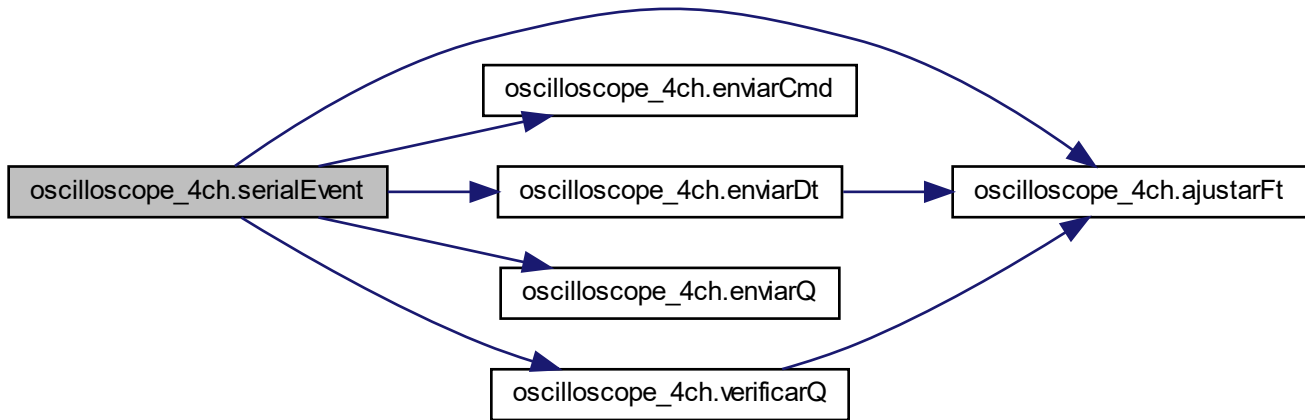 oscilloscope_4ch.serialEvent
oscilloscope_4ch.enviarCmd
oscilloscope_4ch.enviarDt
oscilloscope_4ch.enviarQ
oscilloscope_4ch.verificarQ
oscilloscope_4ch.ajustarFt